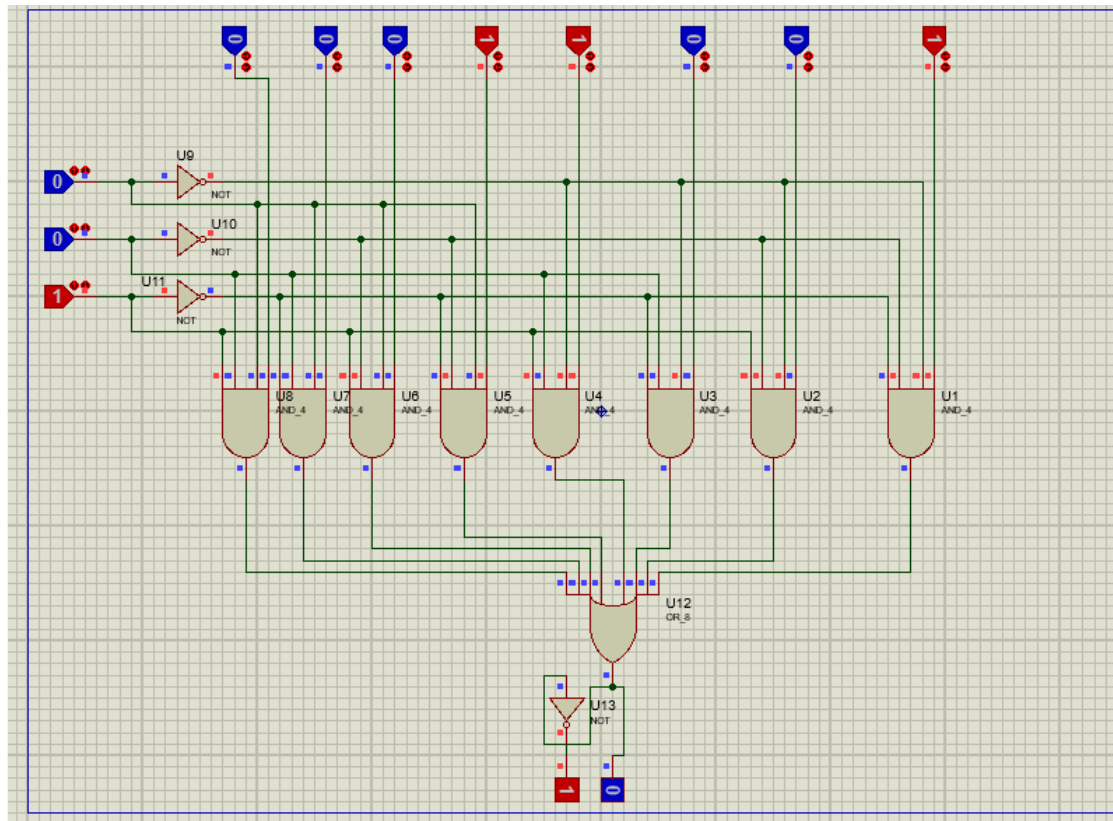 0 0 0 1 1 0 0 1
U9
0
NOT
U10
0
NOT
U11
1
NOT
U8 U7 U6 U5 U4 U3 U2 U1
AND_4 AND_4 AND_4 AND_4 AND_4 AND_4 AND_4 AND_4
U12
OR_8
U13
NOT
1 0